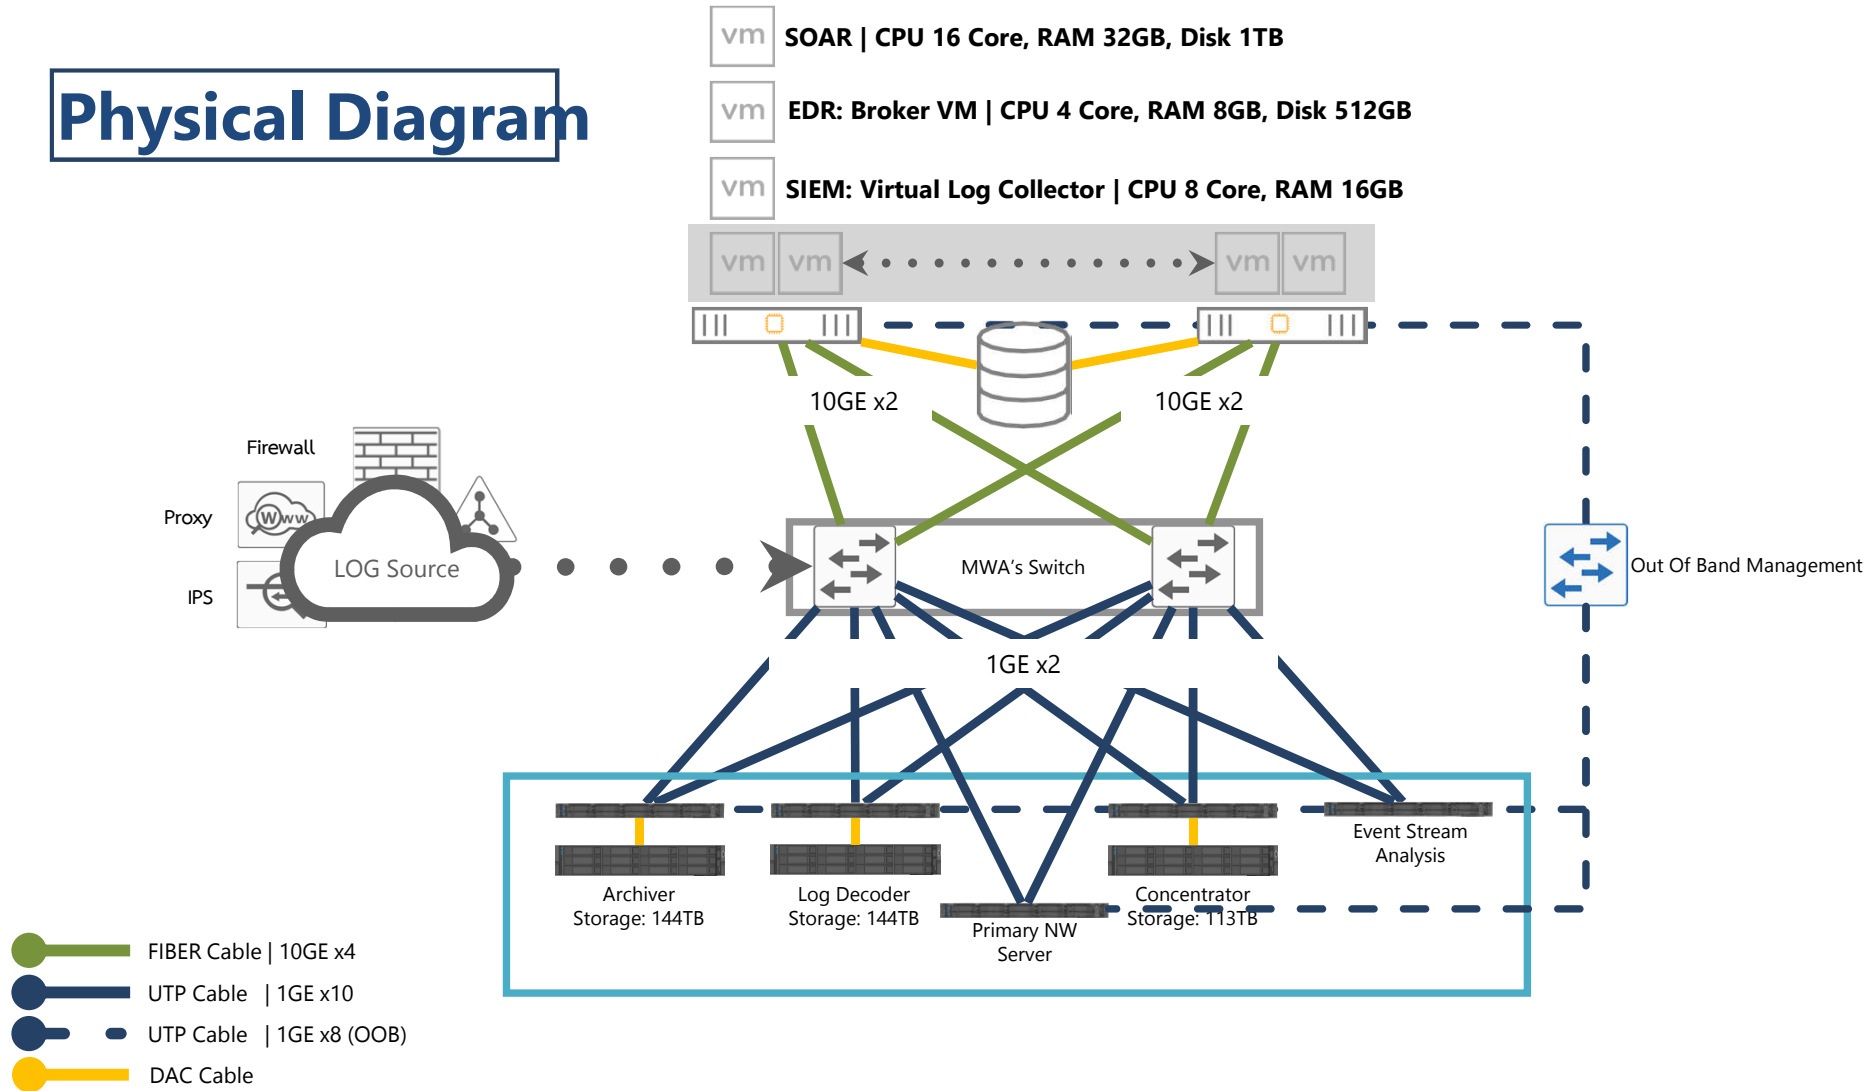 Physical Diagram
vm SOAR | CPU 16 Core, RAM 32GB, Disk 1TB
vm EDR: Broker VM | CPU 4 Core, RAM 8GB, Disk 512GB
vm SIEM: Virtual Log Collector | CPU 8 Core, RAM 16GB
vm vm vm vm
10GE x2 10GE x2
Firewall
Proxy
Www
IPS
LOG Source
MWA's Switch
Out Of Band Management
1GE x2
Archiver
Storage: 144TB
Log Decoder
Storage: 144TB
Primary NW
Server
Concentrator
Storage: 113TB
Event Stream
Analysis
FIBER Cable | 10GE x4
UTP Cable | 1GE x10
UTP Cable | 1GE x8 (OOB)
DAC Cable